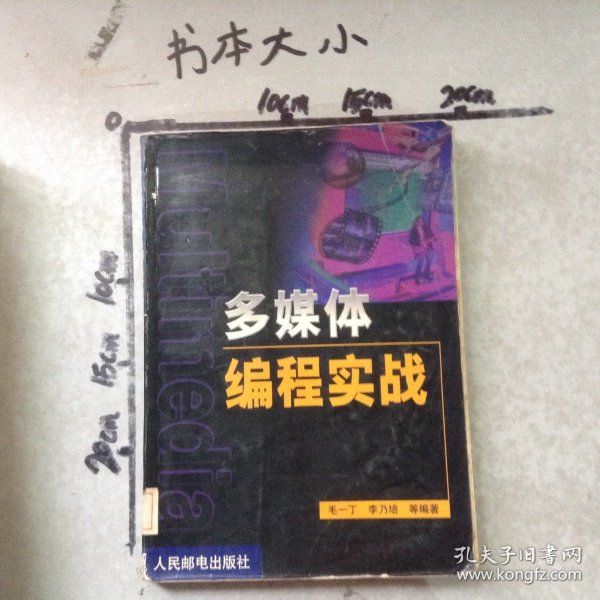 书本大小
10cm 15cm 20cm
0
10cm
15cm
20cm
Multimedia
多媒体
编程实战
毛一丁 李乃培 等编著
人民邮电出版社
孔夫子旧书网
www.kongfz.com